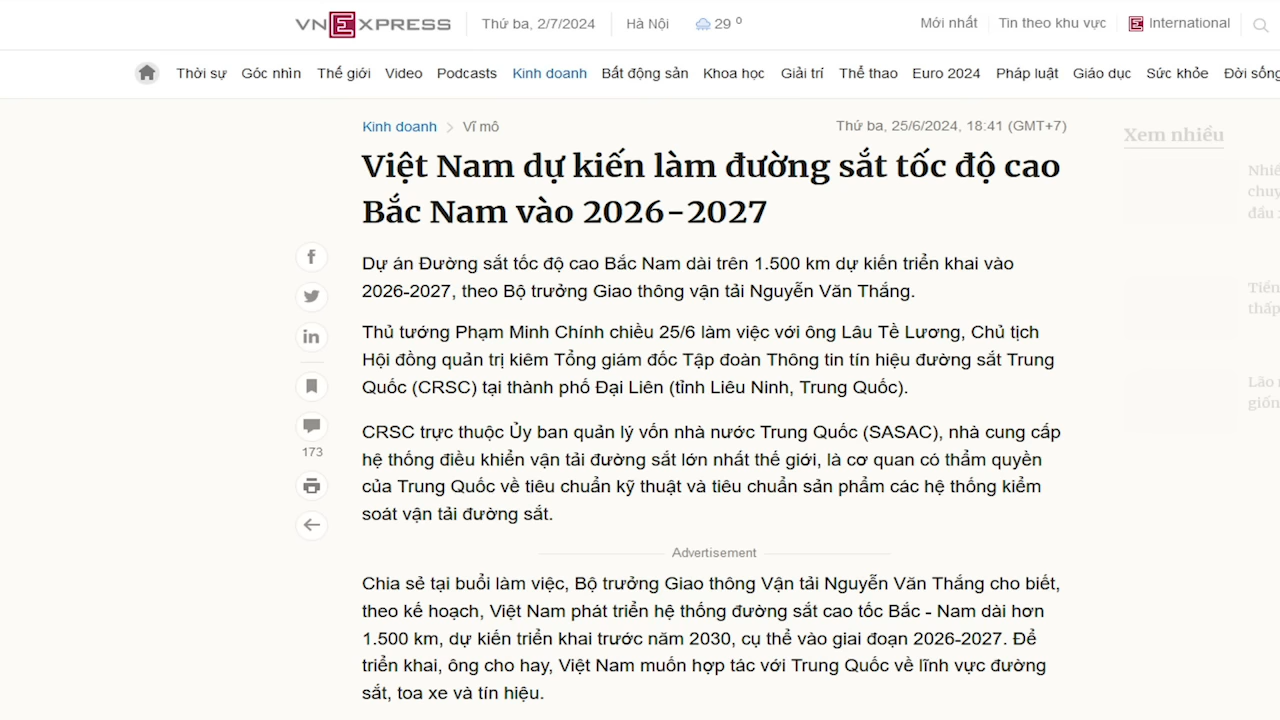 VNEXPRESS
Thứ ba, 2/7/2024
Hà Nội
29⁰
Mới nhất
Tin theo khu vực
International
Thời sự Góc nhìn Thế giới Video Podcasts Kinh doanh Bất động sản Khoa học Giải trí Thể thao Euro 2024 Pháp luật Giáo dục Sức khỏe Đời sống
Kinh doanh > Vĩ mô
Thứ ba, 25/6/2024, 18:41 (GMT+7)
Việt Nam dự kiến làm đường sắt tốc độ cao
Bắc Nam vào 2026-2027
Dự án Đường sắt tốc độ cao Bắc Nam dài trên 1.500 km dự kiến triển khai vào
2026-2027, theo Bộ trưởng Giao thông vận tải Nguyễn Văn Thắng.
Thủ tướng Phạm Minh Chính chiều 25/6 làm việc với ông Lâu Tề Lương, Chủ tịch
Hội đồng quản trị kiêm Tổng giám đốc Tập đoàn Thông tin tín hiệu đường sắt Trung
Quốc (CRSC) tại thành phố Đại Liên (tỉnh Liêu Ninh, Trung Quốc).
CRSC trực thuộc Ủy ban quản lý vốn nhà nước Trung Quốc (SASAC), nhà cung cấp
hệ thống điều khiển vận tải đường sắt lớn nhất thế giới, là cơ quan có thẩm quyền
của Trung Quốc về tiêu chuẩn kỹ thuật và tiêu chuẩn sản phẩm các hệ thống kiểm
soát vận tải đường sắt.
Advertisement
Chia sẻ tại buổi làm việc, Bộ trưởng Giao thông Vận tải Nguyễn Văn Thắng cho biết,
theo kế hoạch, Việt Nam phát triển hệ thống đường sắt cao tốc Bắc - Nam dài hơn
1.500 km, dự kiến triển khai trước năm 2030, cụ thể vào giai đoạn 2026-2027. Để
triển khai, ông cho hay, Việt Nam muốn hợp tác với Trung Quốc về lĩnh vực đường
sắt, toa xe và tín hiệu.
173
Xem nhiều
chuy
đầu
thấp
Lão